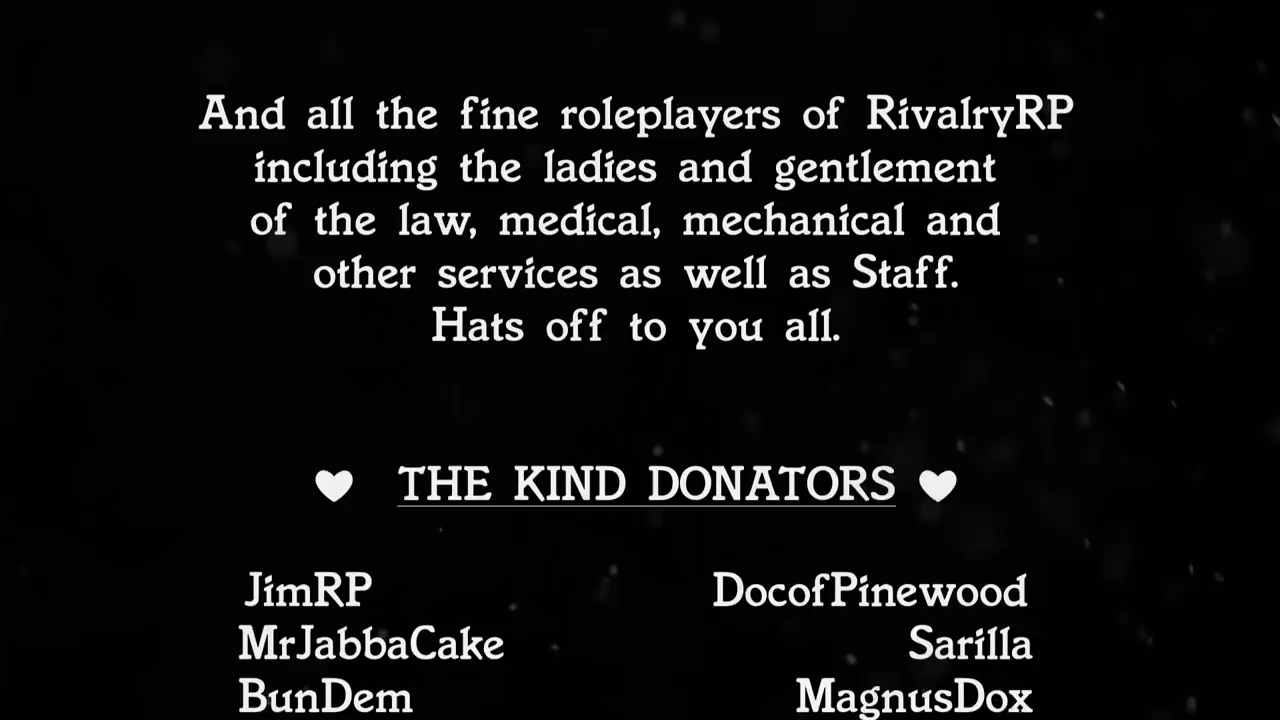 And all the fine roleplayers of RivalryRP
including the ladies and gentlement
of the law, medical, mechanical and
other services as well as Staff.
Hats off to you all.
♥ THE KIND DONATORS ♥
JimRP DocofPinewood
MrJabbaCake Sarilla
BunDem MagnusDox